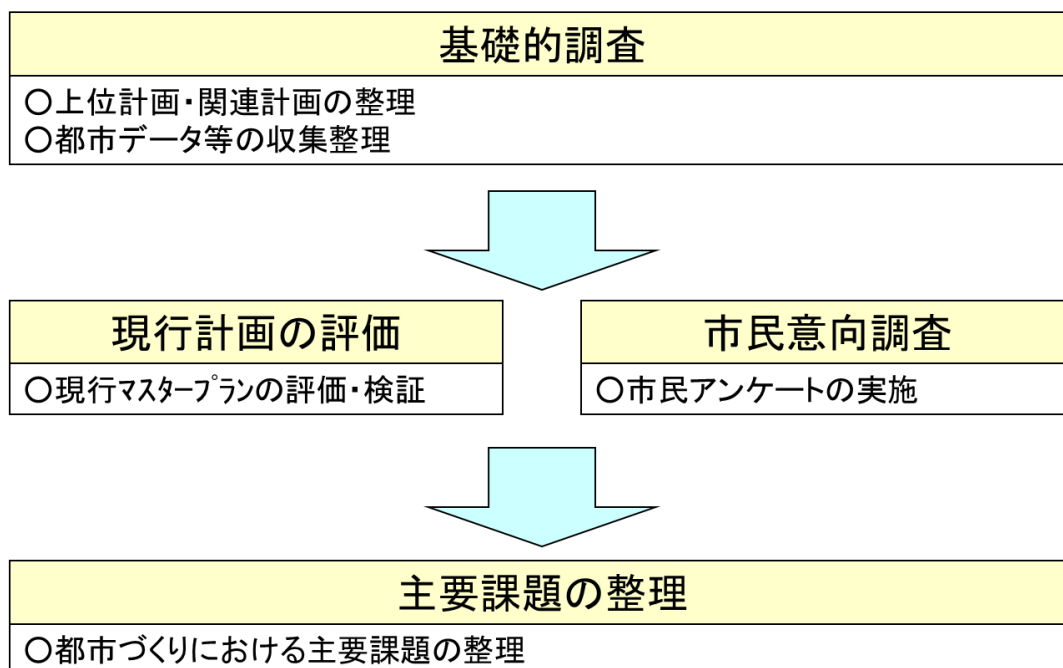 基礎的調査
○上位計画・関連計画の整理
○都市データ等の収集整理
現行計画の評価
○現行ﾏｽﾀｰﾌﾟﾗﾝの評価・検証
市民意向調査
○市民アンケートの実施
主要課題の整理
○都市づくりにおける主要課題の整理